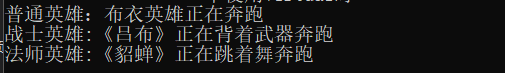 普通英雄：布衣英雄正在奔跑
战士英雄:《吕布》正在背着武器奔跑
法师英雄:《貂蝉》正在跳着舞奔跑